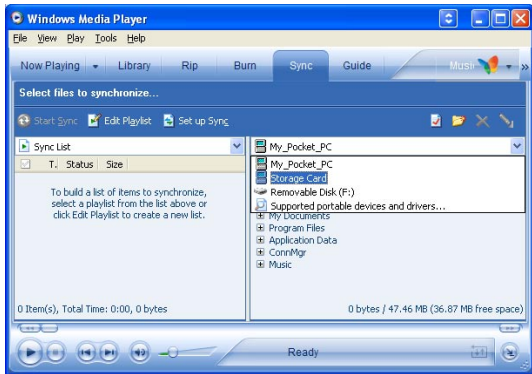 Windows Media Player
File View Play Tools Help
Now Playing Library Rip Burn Sync Guide Music
Select files to synchronize...
Start Sync Edit Playlist Set up Sync
Sync List
My_Pocket_PC
T. Status Size
My_Pocket_PC
Storage Card
Removable Disk (F:)
Supported portable devices and drivers...
To build a list of items to synchronize,
select a playlist from the list above or
click Edit Playlist to create a new list.
My Documents
Program Files
Application Data
ConnMgr
Music
0 Item(s), Total Time: 0:00, 0 bytes
0 bytes / 47.46 MB (36.87 MB free space)
Ready